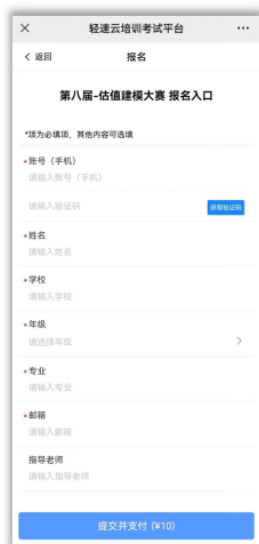 轻速云培训考试平台
返回 报名
第八届-估值建模大赛 报名入口
*项为必填项，其他内容可选填
*账号（手机）
请输入账号（手机）
请输入验证码 获取验证码
*姓名
请输入姓名
*学校
请输入学校
*年级
请选择年级
*专业
请输入专业
*邮箱
请输入邮箱
指导老师
请输入指导老师
提交并支付 (¥10)